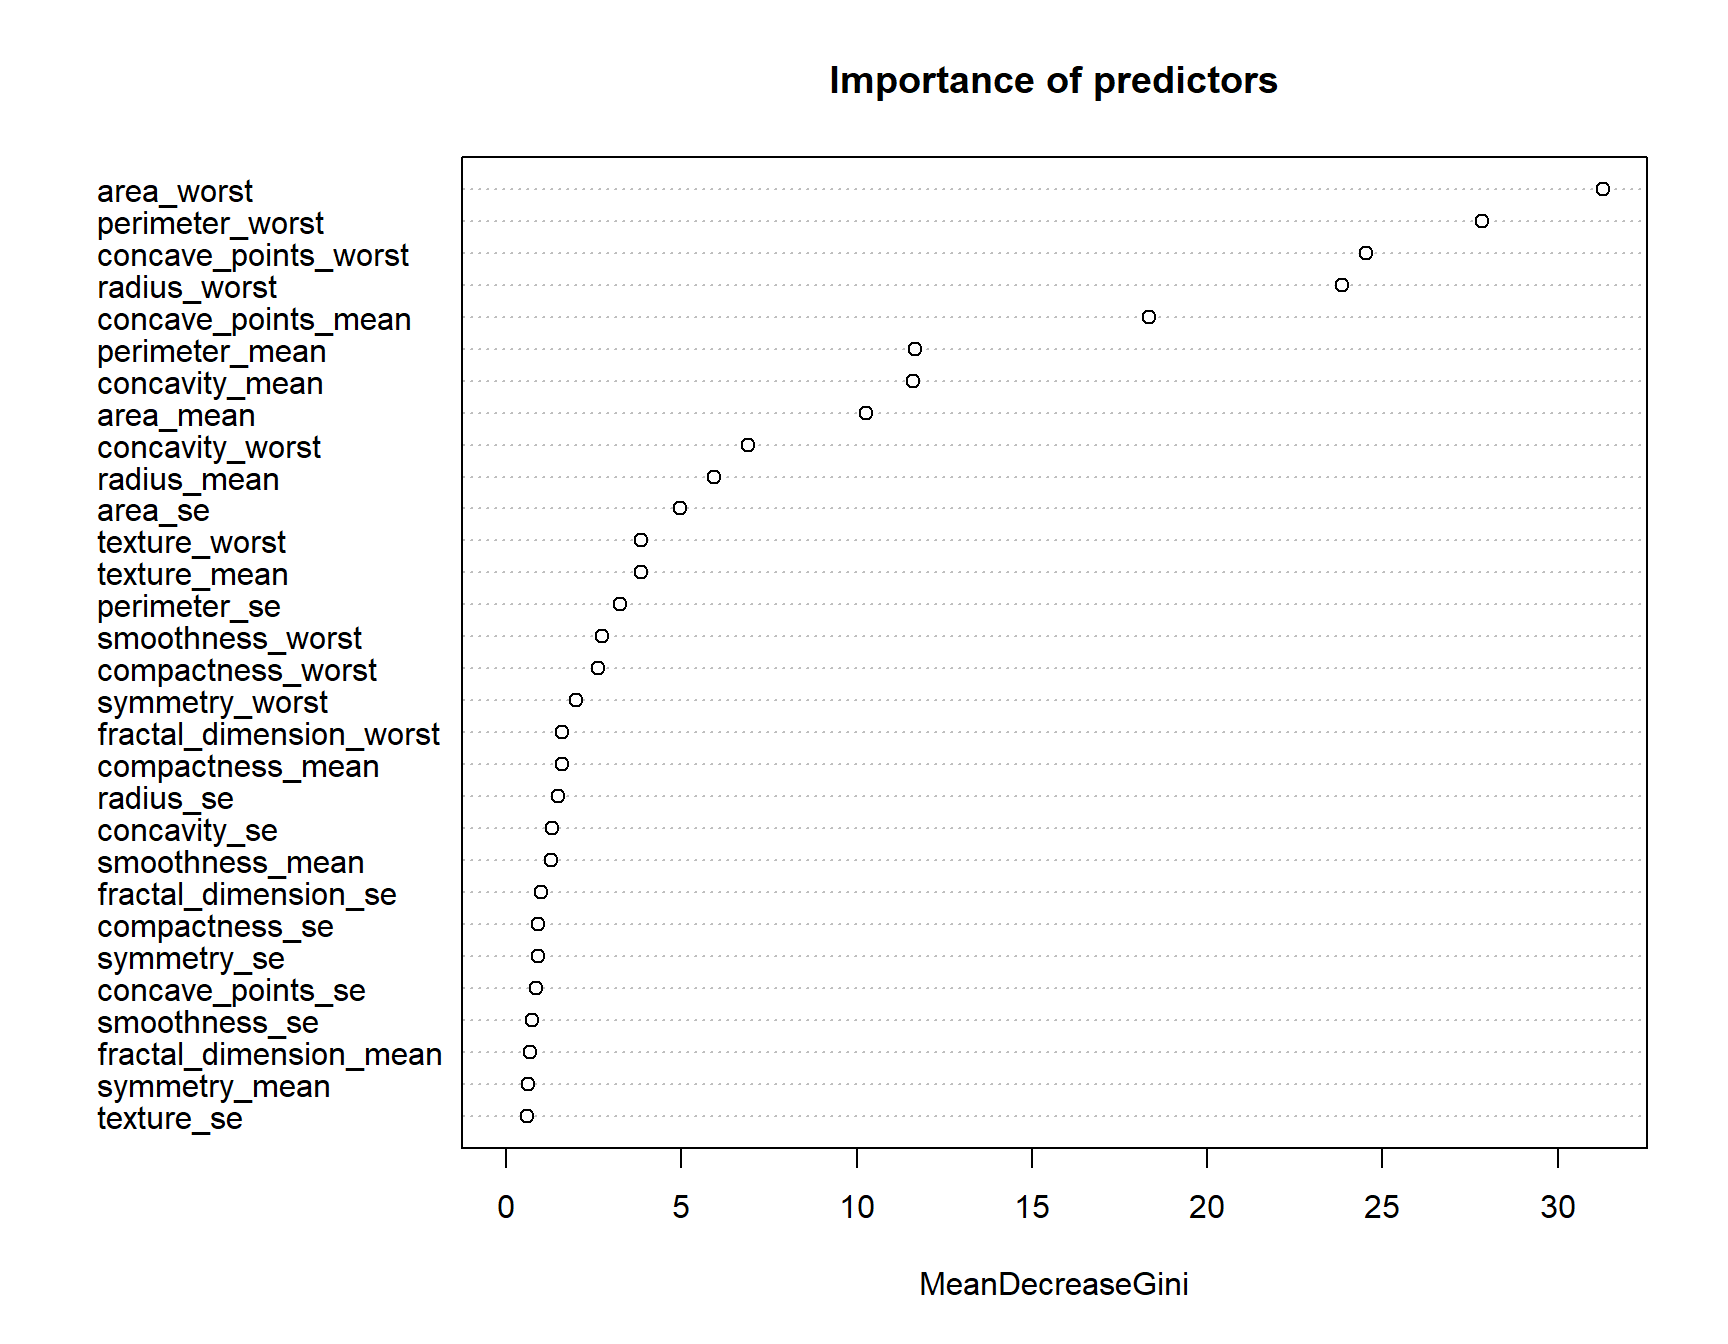 Importance of predictors
area_worst
perimeter_worst
concave_points_worst
radius_worst
concave_points_mean
perimeter_mean
concavity_mean
area_mean
concavity_worst
radius_mean
area_se
texture_worst
texture_mean
perimeter_se
smoothness_worst
compactness_worst
symmetry_worst
fractal_dimension_worst
compactness_mean
radius_se
concavity_se
smoothness_mean
fractal_dimension_se
compactness_se
symmetry_se
concave_points_se
smoothness_se
fractal_dimension_mean
symmetry_mean
texture_se
0 5 10 15 20 25 30
MeanDecreaseGini